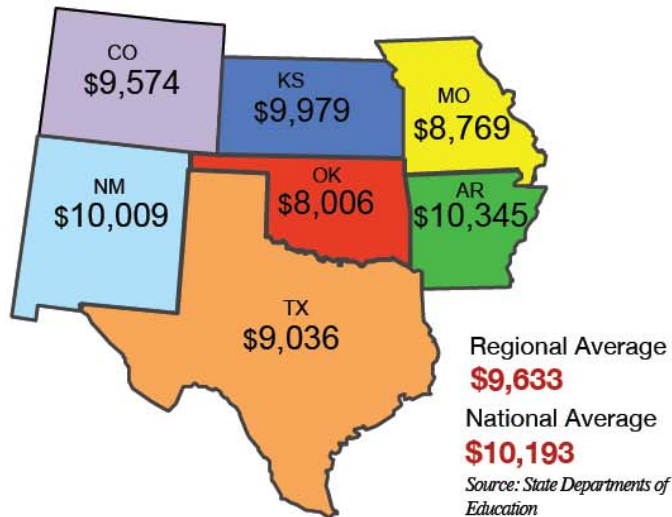 CO
$9,574
KS
$9,979
MO
$8,769
NM
$10,009
OK
$8,006
AR
$10,345
TX
$9,036
Regional Average
$9,633
National Average
$10,193
Source: State Departments of
Education